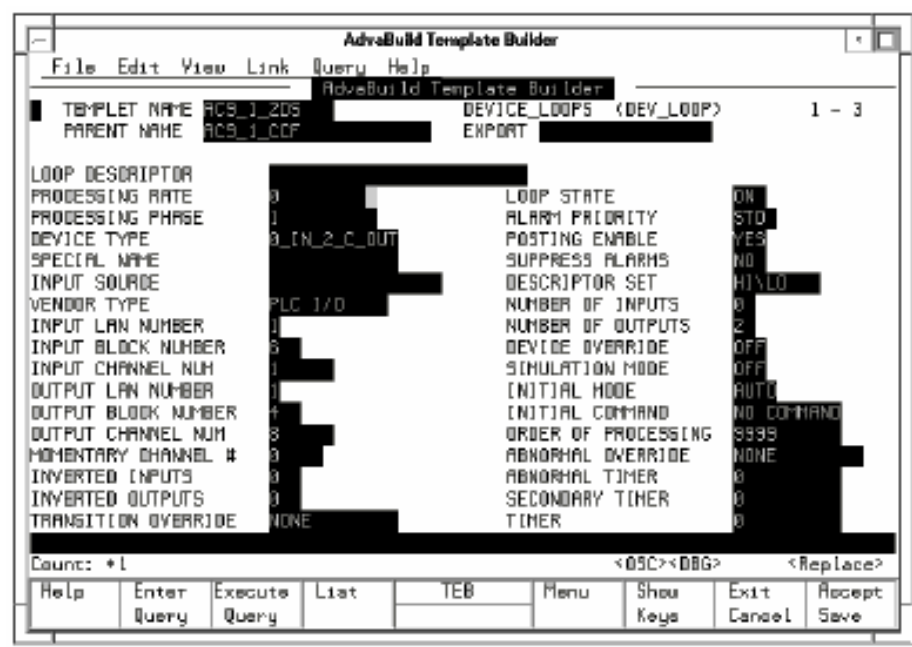 AdvaBuild Template Builder
File Edit View Link Query Help
AdvaBuild Template Builder
TEMPLET NAME AC9_1_2DS DEVICE_LOOPS (DEV_LOOP) 1 - 3
PARENT NAME AC9_1_CCF EXPORT
LOOP DESCRIPTOR
PROCESSING RATE 0 LOOP STATE ON
PROCESSING PHASE 1 ALARM PRIORITY STD
DEVICE TYPE 0_IN_2_C_OUT POSTING ENABLE YES
SPECIAL NAME SUPPRESS ALARMS NO
INPUT SOURCE DESCRIPTOR SET HI\LO
VENDOR TYPE PLC I/O NUMBER OF INPUTS 0
INPUT LAN NUMBER 1 NUMBER OF OUTPUTS 2
INPUT BLOCK NUMBER DEVICE OVERRIDE OFF
INPUT CHANNEL NUM 1 SIMULATION MODE OFF
OUTPUT LAN NUMBER 1 INITIAL MODE AUTO
OUTPUT BLOCK NUMBER 4 INITIAL COMMAND NO COMMAND
OUTPUT CHANNEL NUM 8 ORDER OF PROCESSING 9999
MOMENTARY CHANNEL # 0 ABNORMAL OVERRIDE NONE
INVERTED INPUTS 0 ABNORMAL TIMER 0
INVERTED OUTPUTS 0 SECONDARY TIMER 0
TRANSITION OVERRIDE NONE TIMER 0
Count: *1 <OSC><DBG> <Replace>
Help Enter Execute List TEB Menu Show Exit Accept
Query Query Keys Cancel Save